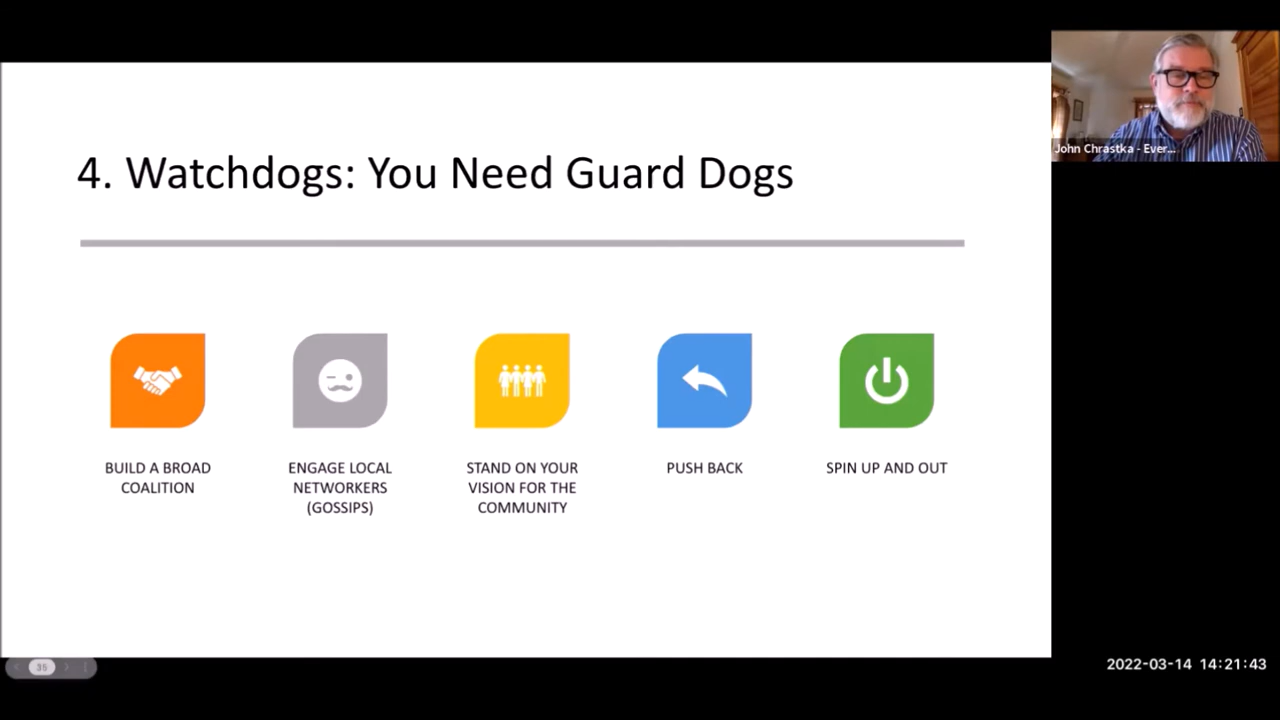 4. Watchdogs: You Need Guard Dogs
BUILD A BROAD
COALITION
ENGAGE LOCAL
NETWORKERS
(GOSSIPS)
STAND ON YOUR
VISION FOR THE
COMMUNITY
PUSH BACK
SPIN UP AND OUT
John Chrastka - Ever...
35
2022-03-14 14:21:43